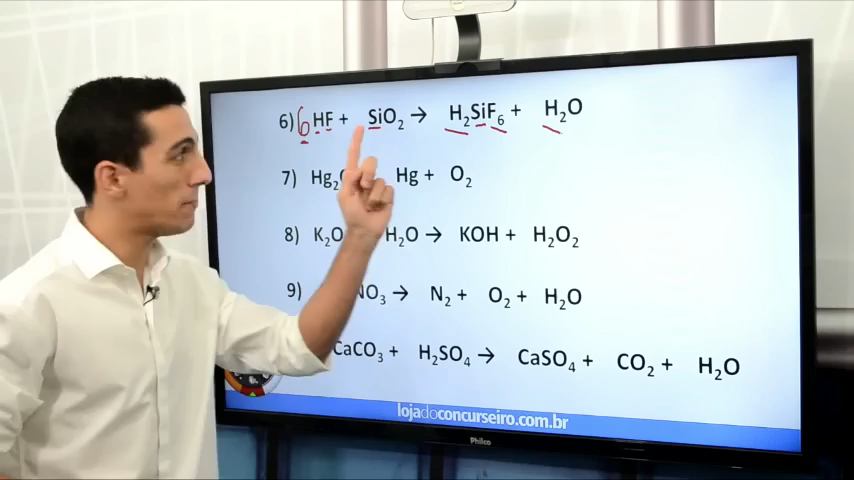 6) 6 HF + SiO₂ → H₂SiF₆ + H₂O
7) Hg₂ Hg + O₂
8) K₂O H₂O → KOH + H₂O₂
9) NO₃ → N₂ + O₂ + H₂O
CaCO₃ + H₂SO₄ → CaSO₄ + CO₂ + H₂O
lojadoconcurseiro.com.br
Philco